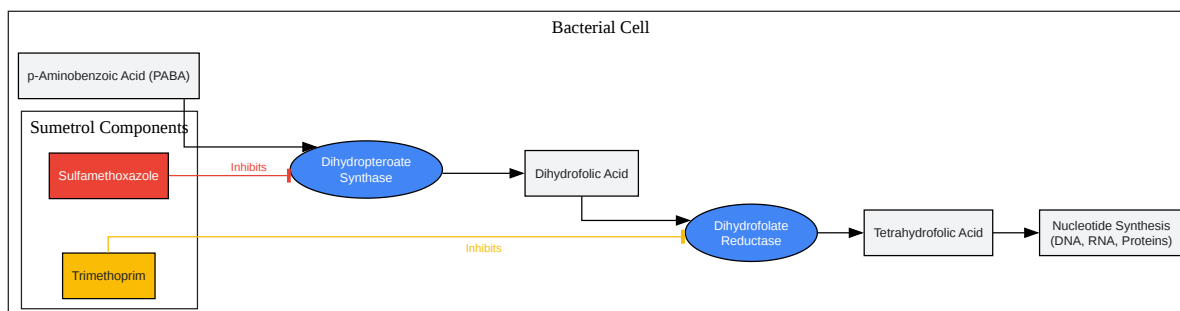 Bacterial Cell
p-Aminobenzoic Acid (PABA)
Sumetrol Components
Sulfamethoxazole
Inhibits
Dihydropteroate
Synthase
Dihydrofolic Acid
Dihydrofolate
Reductase
Tetrahydrofolic Acid
Nucleotide Synthesis
(DNA, RNA, Proteins)
Inhibits
Trimethoprim